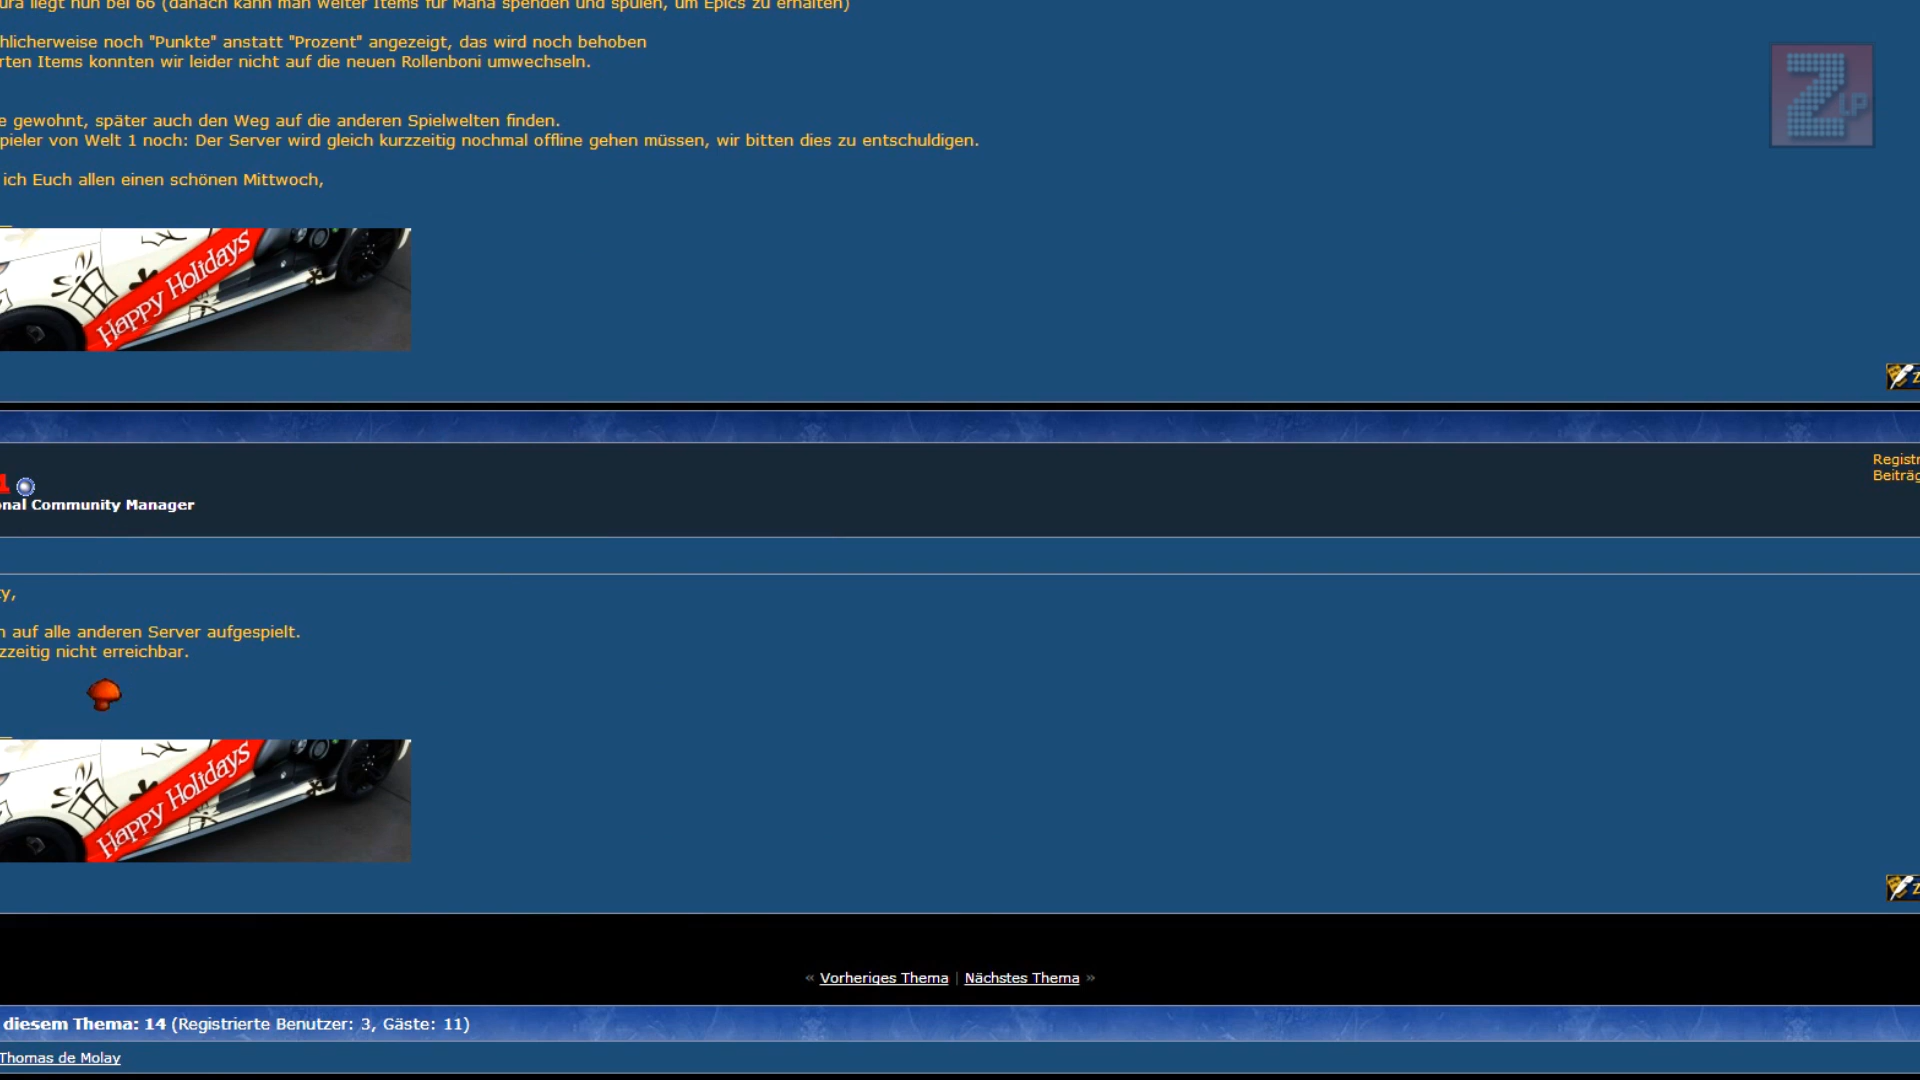 liegt nun bei 66 (danach kann man weiter Items für Mana spenden und spülen, um Epics zu erhalten)
hlicherweise noch "Punkte" anstatt "Prozent" angezeigt, das wird noch behoben
rten Items konnten wir leider nicht auf die neuen Rollenboni umwechseln.
e gewohnt, später auch den Weg auf die anderen Spielwelten finden.
pieler von Welt 1 noch: Der Server wird gleich kurzzeitig nochmal offline gehen müssen, wir bitten dies zu entschuldigen.
ich Euch allen einen schönen Mittwoch,
Z LP
Happy Holidays
Z
Registr
Beiträg
1
onal Community Manager
y,
n auf alle anderen Server aufgespielt.
zzeitig nicht erreichbar.
Happy Holidays
Z
« Vorheriges Thema | Nächstes Thema »
diesem Thema: 14 (Registrierte Benutzer: 3, Gäste: 11)
Thomas de Molay